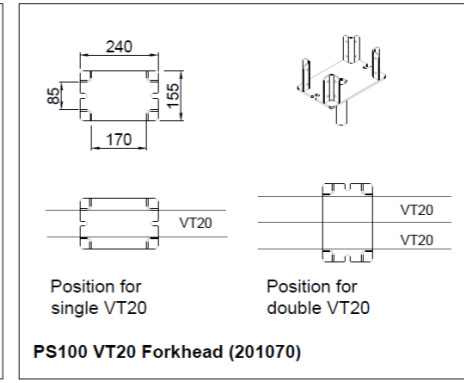 240
85
155
170
VT20
VT20
VT20
Position for
single VT20
Position for
double VT20
PS100 VT20 Forkhead (201070)